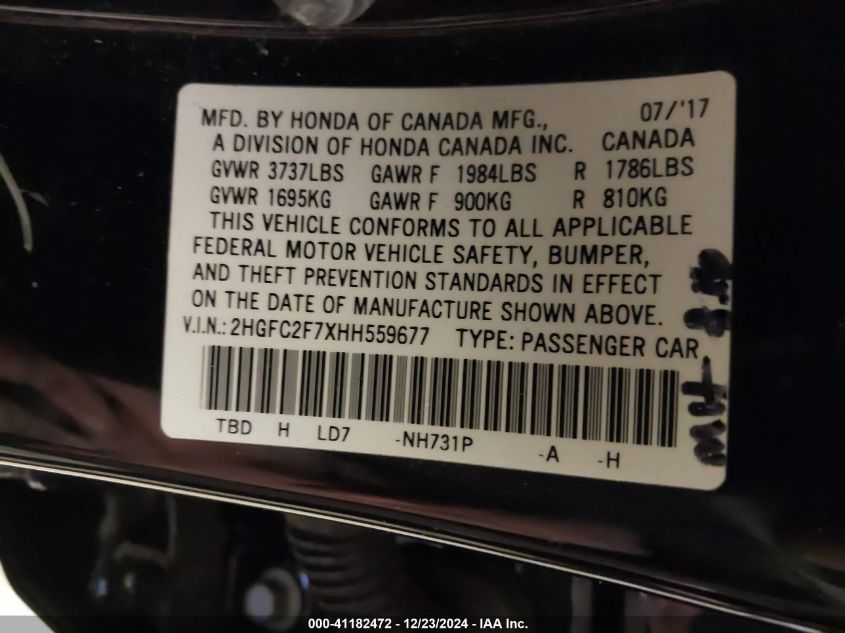 MFD. BY HONDA OF CANADA MFG., 07/'17
A DIVISION OF HONDA CANADA INC. CANADA
GVWR 3737LBS GAWR F 1984LBS R 1786LBS
GVWR 1695KG GAWR F 900KG R 810KG
THIS VEHICLE CONFORMS TO ALL APPLICABLE
FEDERAL MOTOR VEHICLE SAFETY, BUMPER,
AND THEFT PREVENTION STANDARDS IN EFFECT
ON THE DATE OF MANUFACTURE SHOWN ABOVE.
V.I.N.: 2HGFC2F7XHH559677 TYPE: PASSENGER CAR
TBD H LD7 -NH731P -A -H
000-41182472 - 12/23/2024 - IAA Inc.